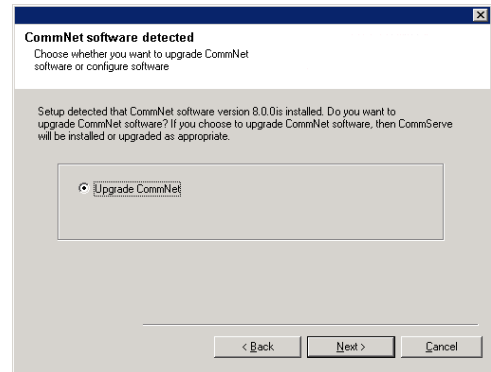 CommNet software detected
Choose whether you want to upgrade CommNet
software or configure software
Setup detected that CommNet software version 8.0.0is installed. Do you want to
upgrade CommNet software? If you choose to upgrade CommNet software, then CommServe
will be installed or upgraded as appropriate.
Upgrade CommNet
< Back
Next >
Cancel